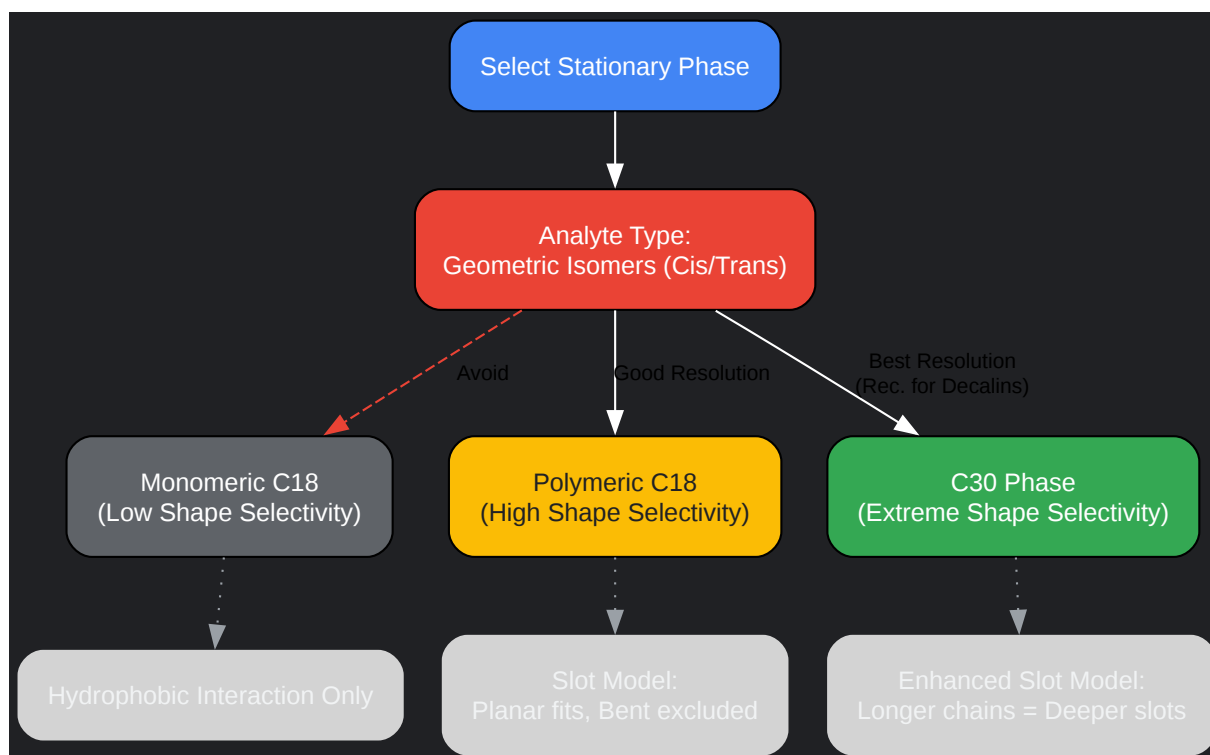 Select Stationary Phase
Analyte Type:
Geometric Isomers (Cis/Trans)
Avoid
Good Resolution
Best Resolution
(Rec. for Decalins)
Monomeric C18
(Low Shape Selectivity)
Polymeric C18
(High Shape Selectivity)
C30 Phase
(Extreme Shape Selectivity)
Hydrophobic Interaction Only
Slot Model:
Planar fits, Bent excluded
Enhanced Slot Model:
Longer chains = Deeper slots